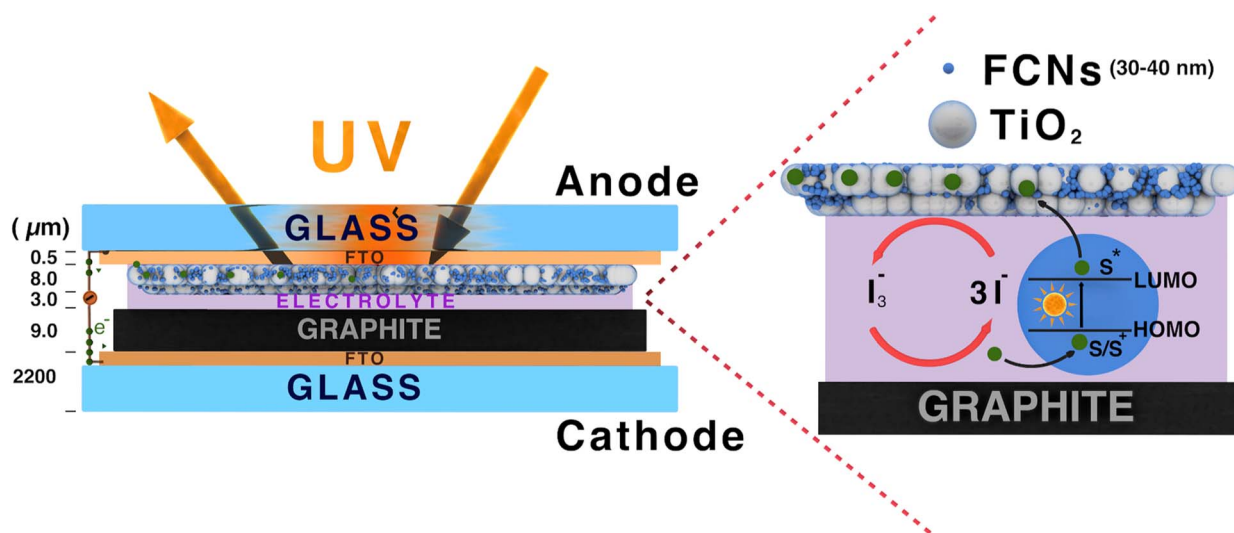 FCNs (30-40 nm)
TiO₂
UV
Anode
(µm)
GLASS
0.5
FTO
8.0
3.0
ELECTROLYTE
9.0
e⁻
GRAPHITE
FTO
2200
GLASS
Cathode
I₃⁻
3I⁻
S*
LUMO
HOMO
S/S⁺
GRAPHITE